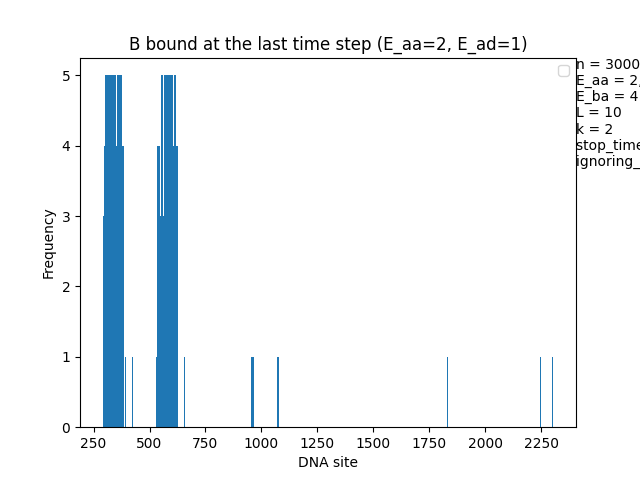 B bound at the last time step (E_aa=2, E_ad=1)
n = 3000
E_aa = 2,
E_ba = 4
L = 10
k = 2
stop_time
ignoring_
Frequency
5
4
3
2
1
0
250 500 750 1000 1250 1500 1750 2000 2250
DNA site